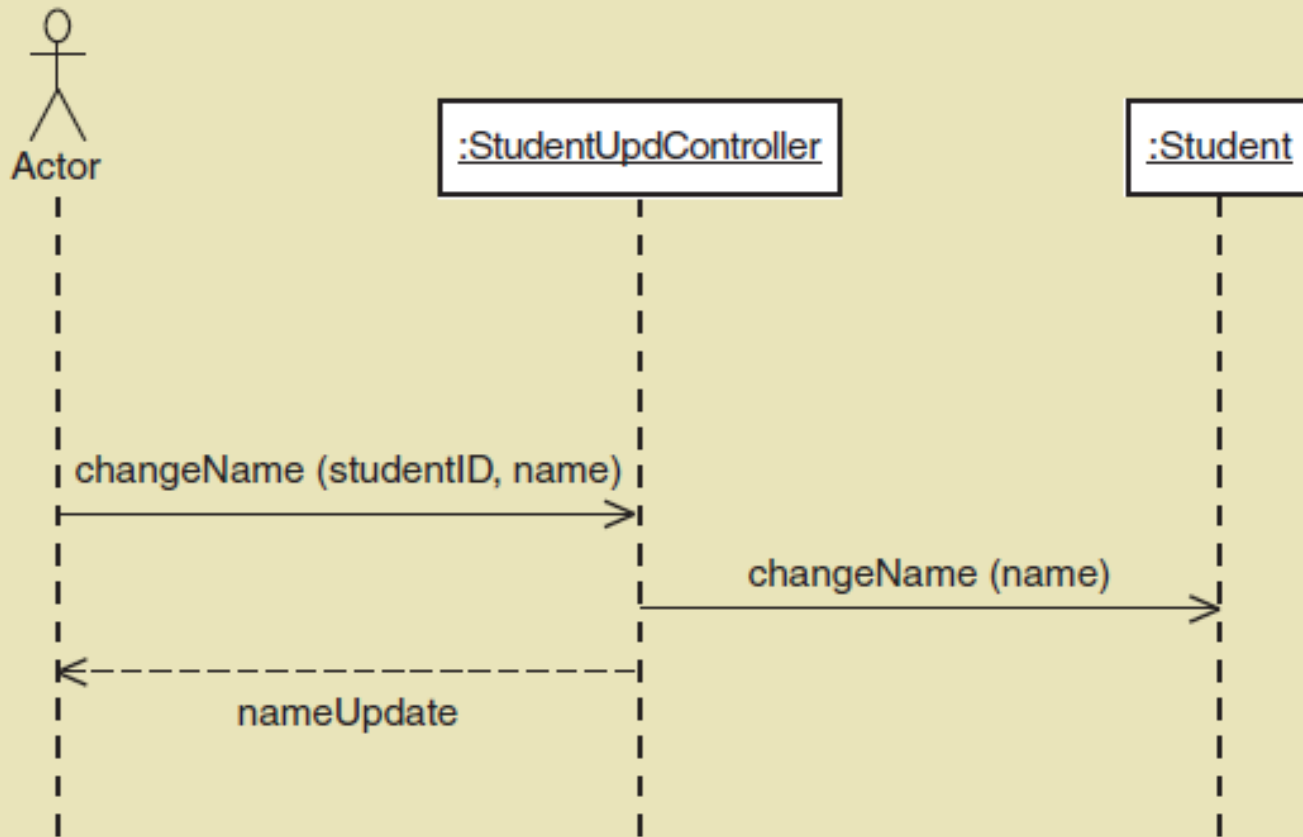 Actor
:StudentUpdController
:Student
changeName (studentID, name)
changeName (name)
nameUpdate